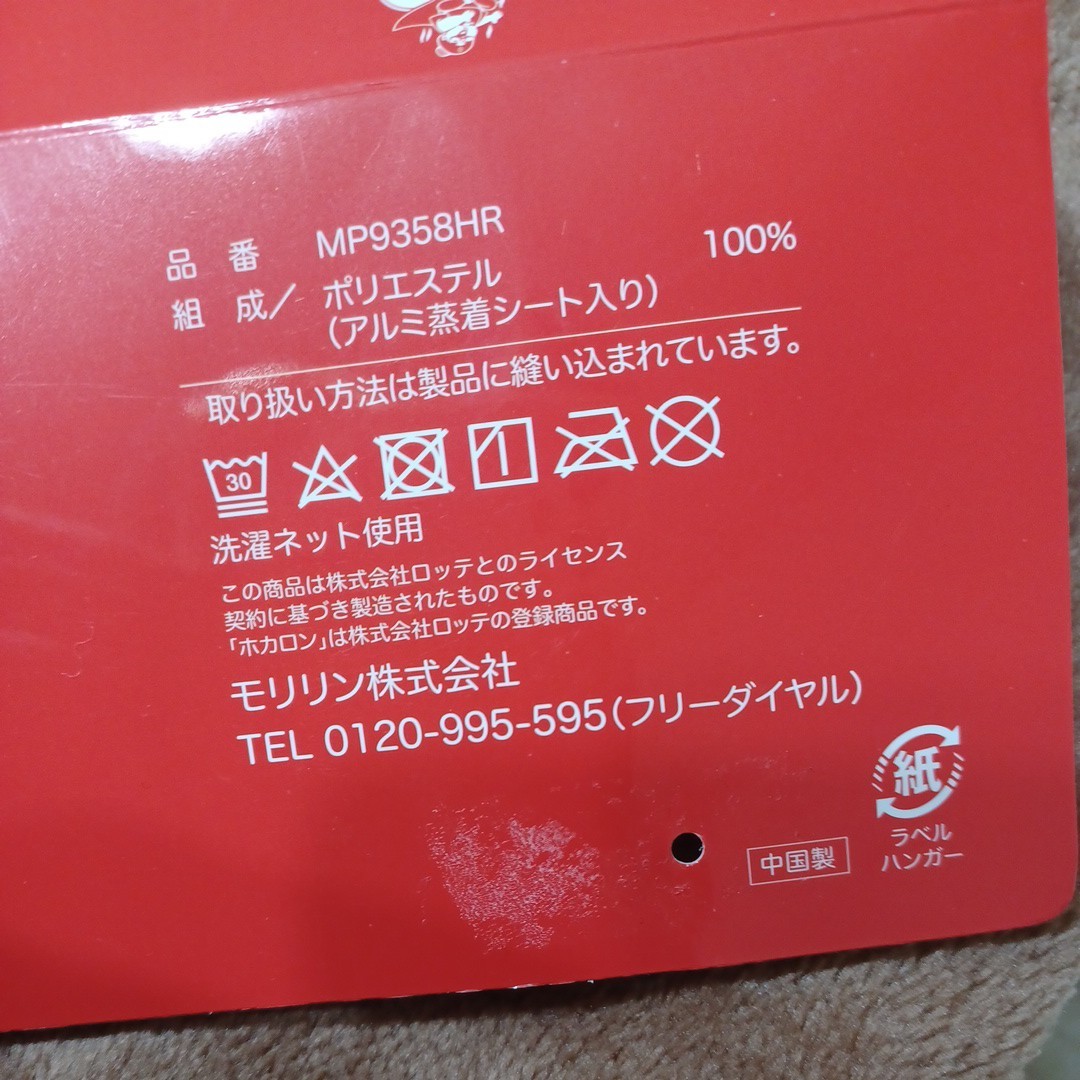 品 番 MP9358HR
組 成／ ポリエステル 100%
（アルミ蒸着シート入り）
取り扱い方法は製品に縫い込まれています。
30
洗濯ネット使用
この商品は株式会社ロッテとのライセンス
契約に基づき製造されたものです。
「ホカロン」は株式会社ロッテの登録商品です。
モリリン株式会社
TEL 0120-995-595（フリーダイヤル）
紙
ラベル
ハンガー
中国製